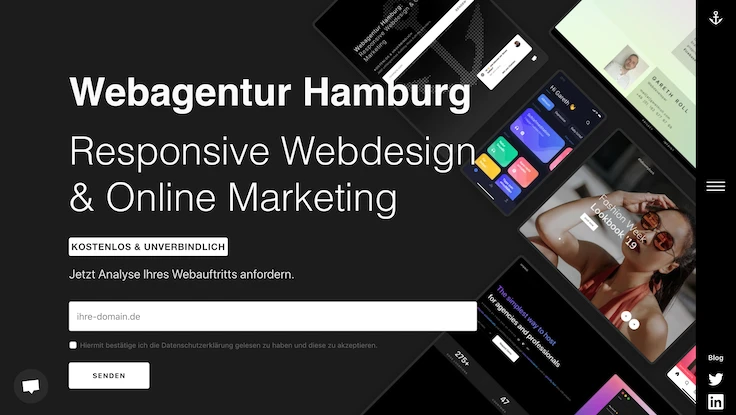 Webagentur Hamburg
Responsive Webdesign
& Online Marketing
KOSTENLOS & UNVERBINDLICH
Jetzt Analyse Ihres Webauftritts anfordern.
ihre-domain.de
Hiermit bestätige ich die Datenschutzerklärung gelesen zu haben und diese zu akzeptieren.
SENDEN
Webagentur Hamburg:
Responsive Webdesign &
Marketing
GARETH ROLL
Hi Gareth
Fashion Week
Lookbook '19
The simplest way to host
for agencies and professionals
275+
47
Blog